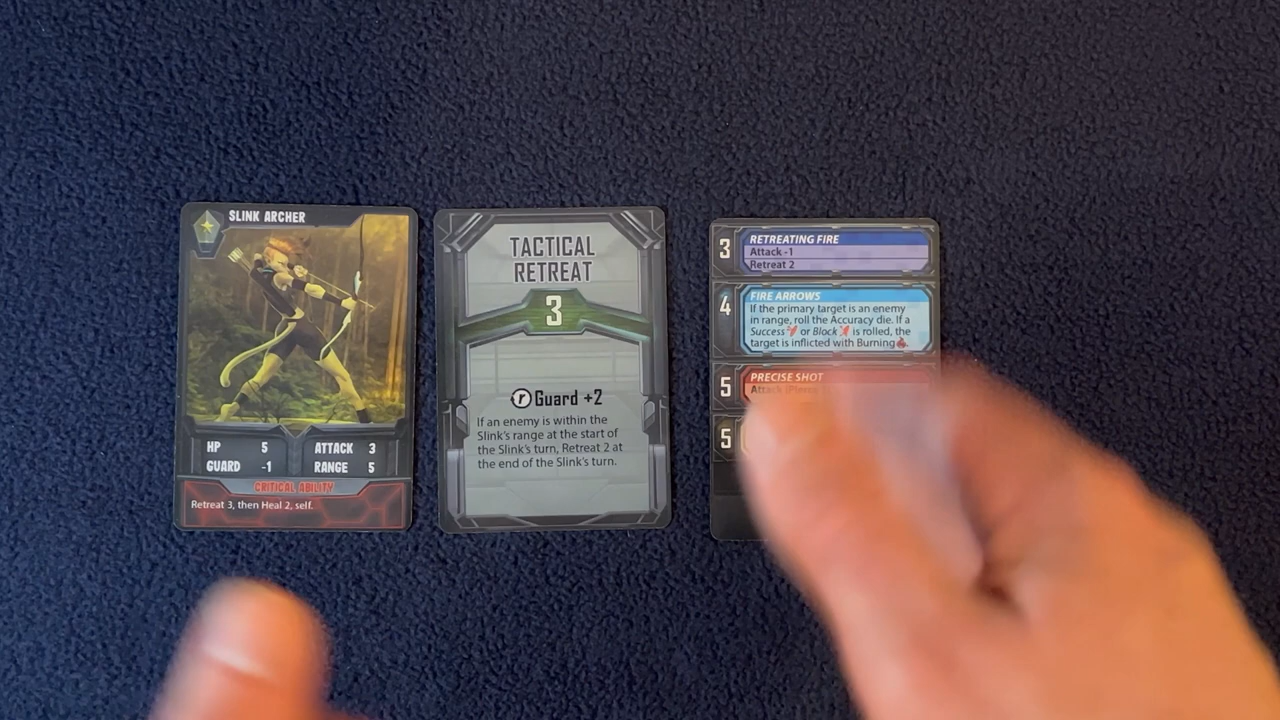 SLINK ARCHER
HP 5 ATTACK 3
GUARD -1 RANGE 5
CRITICAL ABILITY
Retreat 3, then Heal 2, self.
TACTICAL
RETREAT
3
r Guard +2
If an enemy is within the
Slink's range at the start of
the Slink's turn, Retreat 2 at
the end of the Slink's turn.
3 RETREATING FIRE
Attack -1
Retreat 2
4 FIRE ARROWS
If the primary target is an enemy
in range, roll the Accuracy die. If a
Success or Block is rolled, the
target is inflicted with Burning.
5 PRECISE SHOT
Attack
5